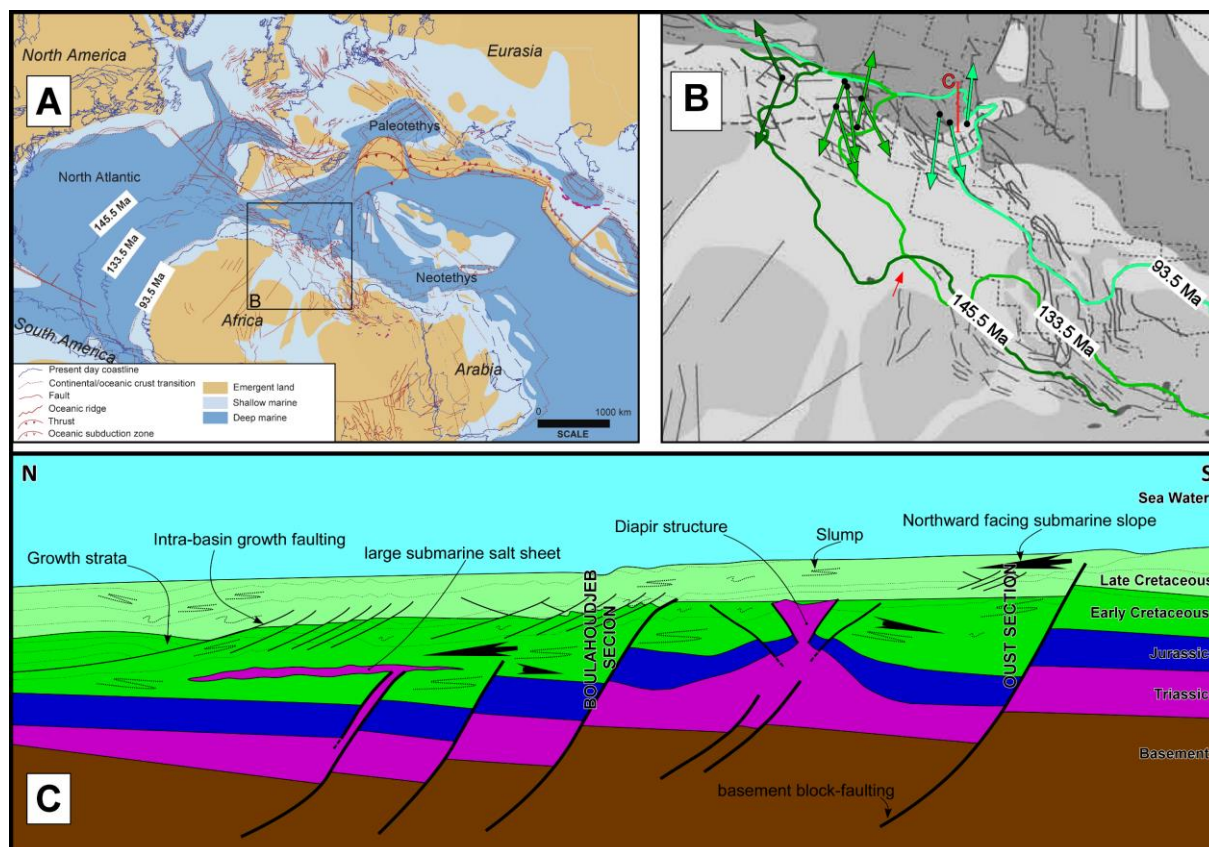 North America
Eurasia
A
Paleotethys
North Atlantic
145.5 Ma
133.5 Ma
93.5 Ma
Neotethys
B
Africa
South America
Arabia
Present day coastline
Continental/oceanic crust transition
Fault
Oceanic ridge
Thrust
Oceanic subduction zone
Emergent land
Shallow marine
Deep marine
0 1000 km
SCALE
B
C
93.5 Ma
145.5 Ma
133.5 Ma
N
S
Sea Water
Growth strata
Intra-basin growth faulting
large submarine salt sheet
Diapir structure
Slump
Northward facing submarine slope
BOULAHOUDJEB
SECION
OUST SECTION
Late Cretaceous
Early Cretaceous
Jurassic
Triassic
Basement
basement block-faulting
C